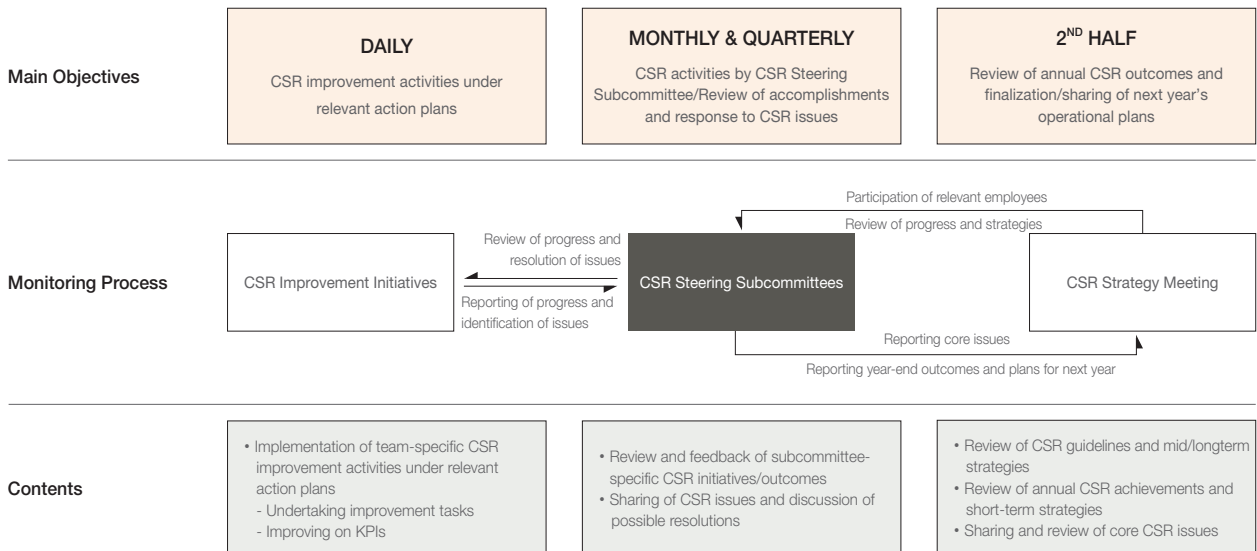 Main Objectives
DAILY
CSR improvement activities under
relevant action plans
MONTHLY & QUARTERLY
CSR activities by CSR Steering
Subcommittee/Review of accomplishments
and response to CSR issues
2ND HALF
Review of annual CSR outcomes and
finalization/sharing of next year's
operational plans
Monitoring Process
CSR Improvement Initiatives
Review of progress and
resolution of issues
Reporting of progress and
identification of issues
CSR Steering Subcommittees
Participation of relevant employees
Review of progress and strategies
CSR Strategy Meeting
Reporting core issues
Reporting year-end outcomes and plans for next year
Contents
• Implementation of team-specific CSR
improvement activities under relevant
action plans
- Undertaking improvement tasks
- Improving on KPIs
• Review and feedback of subcommittee-
specific CSR initiatives/outcomes
• Sharing of CSR issues and discussion of
possible resolutions
• Review of CSR guidelines and mid/longterm
strategies
• Review of annual CSR achievements and
short-term strategies
• Sharing and review of core CSR issues